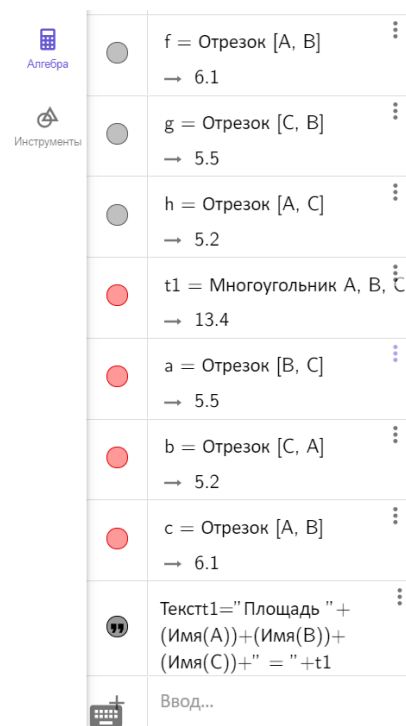 Алгебра
Инструменты
f = Отрезок [A, B]
→ 6.1
g = Отрезок [C, B]
→ 5.5
h = Отрезок [A, C]
→ 5.2
t1 = Многоугольник A, B, C
→ 13.4
a = Отрезок [B, C]
→ 5.5
b = Отрезок [C, A]
→ 5.2
c = Отрезок [A, B]
→ 6.1
Текстt1="Площадь "+
(Имя(A))+(Имя(B))+
(Имя(C))+" = "+t1
Ввод...